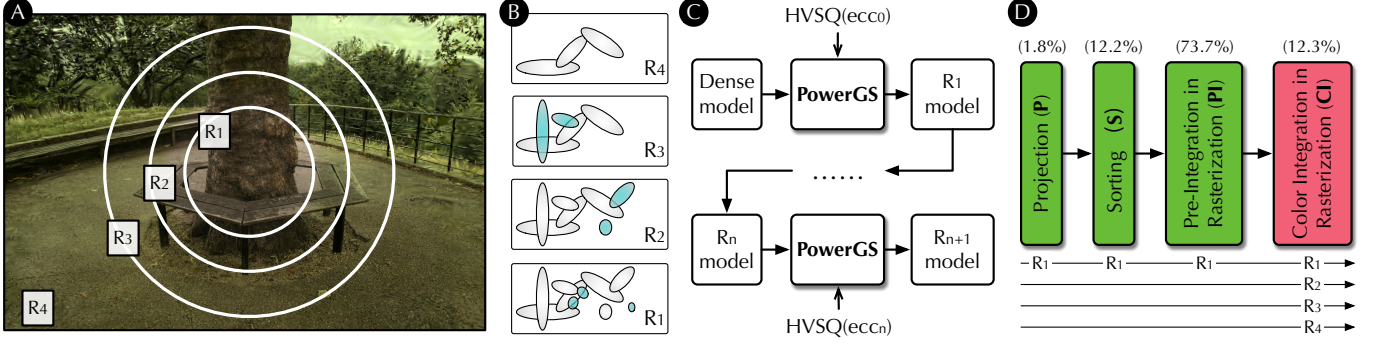 A
R1
R2
R3
R4
B
R4
R3
R2
R1
C
HVSQ(ecc0)
Dense
model
PowerGS
R1
model
......
Rn
model
PowerGS
Rn+1
model
HVSQ(eccn)
D
(1.8%) (12.2%) (73.7%) (12.3%)
Projection (P)
Sorting (S)
Pre-Integration in
Rasterization (PI)
Color Integration in
Rasterization (CI)
R1 R1 R1 R1
R2
R3
R4